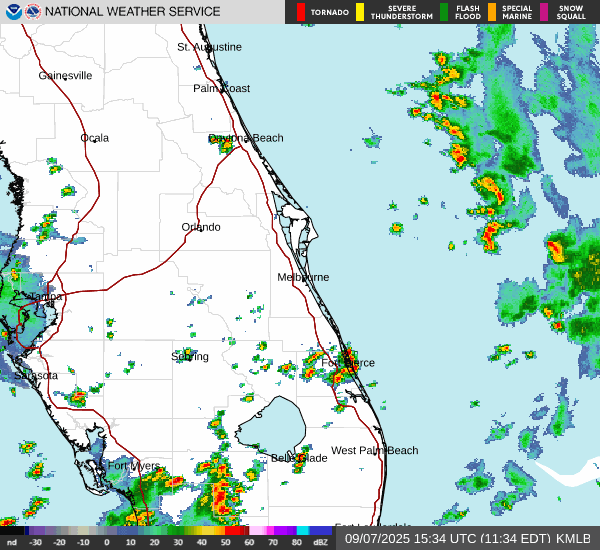 NATIONAL WEATHER SERVICE
TORNADO
SEVERE THUNDERSTORM
FLASH FLOOD
SPECIAL MARINE
SNOW SQUALL
St. Augustine
Gainesville
Palm Coast
Ocala
Daytona Beach
Orlando
Melbourne
Tampa
Sebring
Fort Pierce
Sarasota
West Palm Beach
Belle Glade
Fort Myers
nd -30 -20 -10 0 10 20 30 40 50 60 70 80 dBZ
09/07/2025 15:34 UTC (11:34 EDT) KMLB